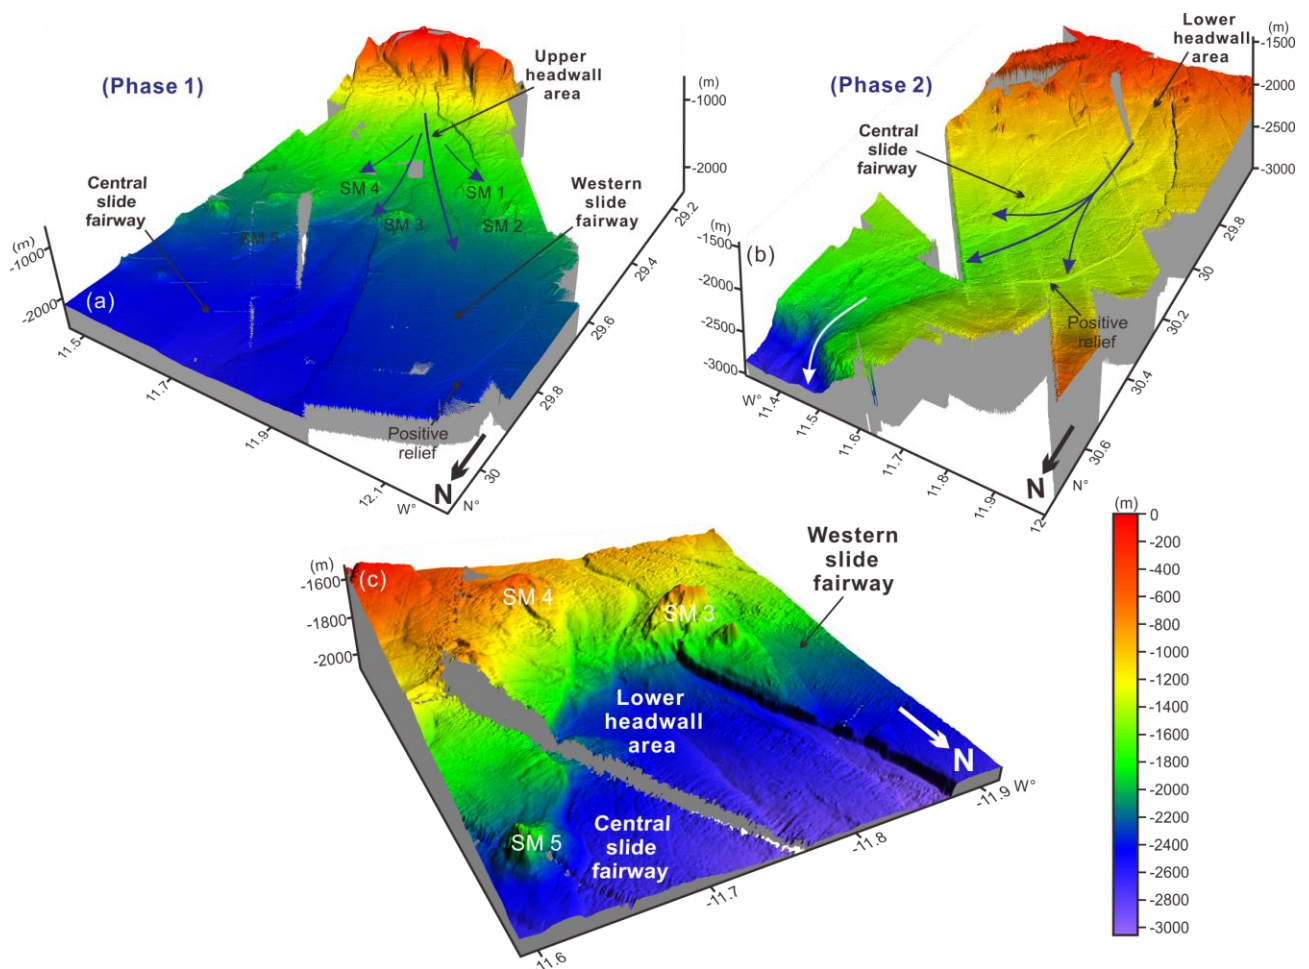 (Phase 1)
Upper
headwall
area
(m)
-1000
-2000
Central
slide
fairway
SM 4
SM 1
SM 3
SM 2
SM 5
Western
slide
fairway
(m)
-1000
-2000
(a)
29.2
29.4
29.6
29.8
30
N°
11.5
11.7
11.9
12.1
W°
Positive
relief
N
(Phase 2)
Lower
headwall
area
(m)
-1500
-2000
-2500
-3000
Central
slide
fairway
(m)
-1500
-2000
-2500
-3000
(b)
29.8
30
30.2
30.4
30.6
N°
W°
11.4
11.5
11.6
11.7
11.8
11.9
12
Positive
relief
N
(m)
-1600
-1800
-2000
(c)
SM 4
SM 3
Western
slide
fairway
Lower
headwall
area
SM 5
Central
slide
fairway
N
-11.6
-11.7
-11.8
-11.9
W°
(m)
0
-200
-400
-600
-800
-1000
-1200
-1400
-1600
-1800
-2000
-2200
-2400
-2600
-2800
-3000